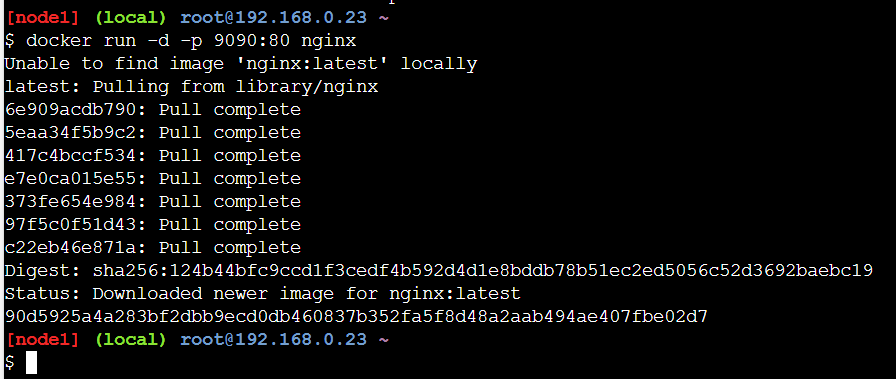 [node1] (local) root@192.168.0.23 ~
$ docker run -d -p 9090:80 nginx
Unable to find image 'nginx:latest' locally
latest: Pulling from library/nginx
6e909acdb790: Pull complete
5eaa34f5b9c2: Pull complete
417c4bccf534: Pull complete
e7e0ca015e55: Pull complete
373fe654e984: Pull complete
97f5c0f51d43: Pull complete
c22eb46e871a: Pull complete
Digest: sha256:124b44bfc9ccd1f3cedf4b592d4d1e8bddb78b51ec2ed5056c52d3692baebc19
Status: Downloaded newer image for nginx:latest
90d5925a4a283bf2dbb9ecd0db460837b352fa5f8d48a2aab494ae407fbe02d7
[node1] (local) root@192.168.0.23 ~
$